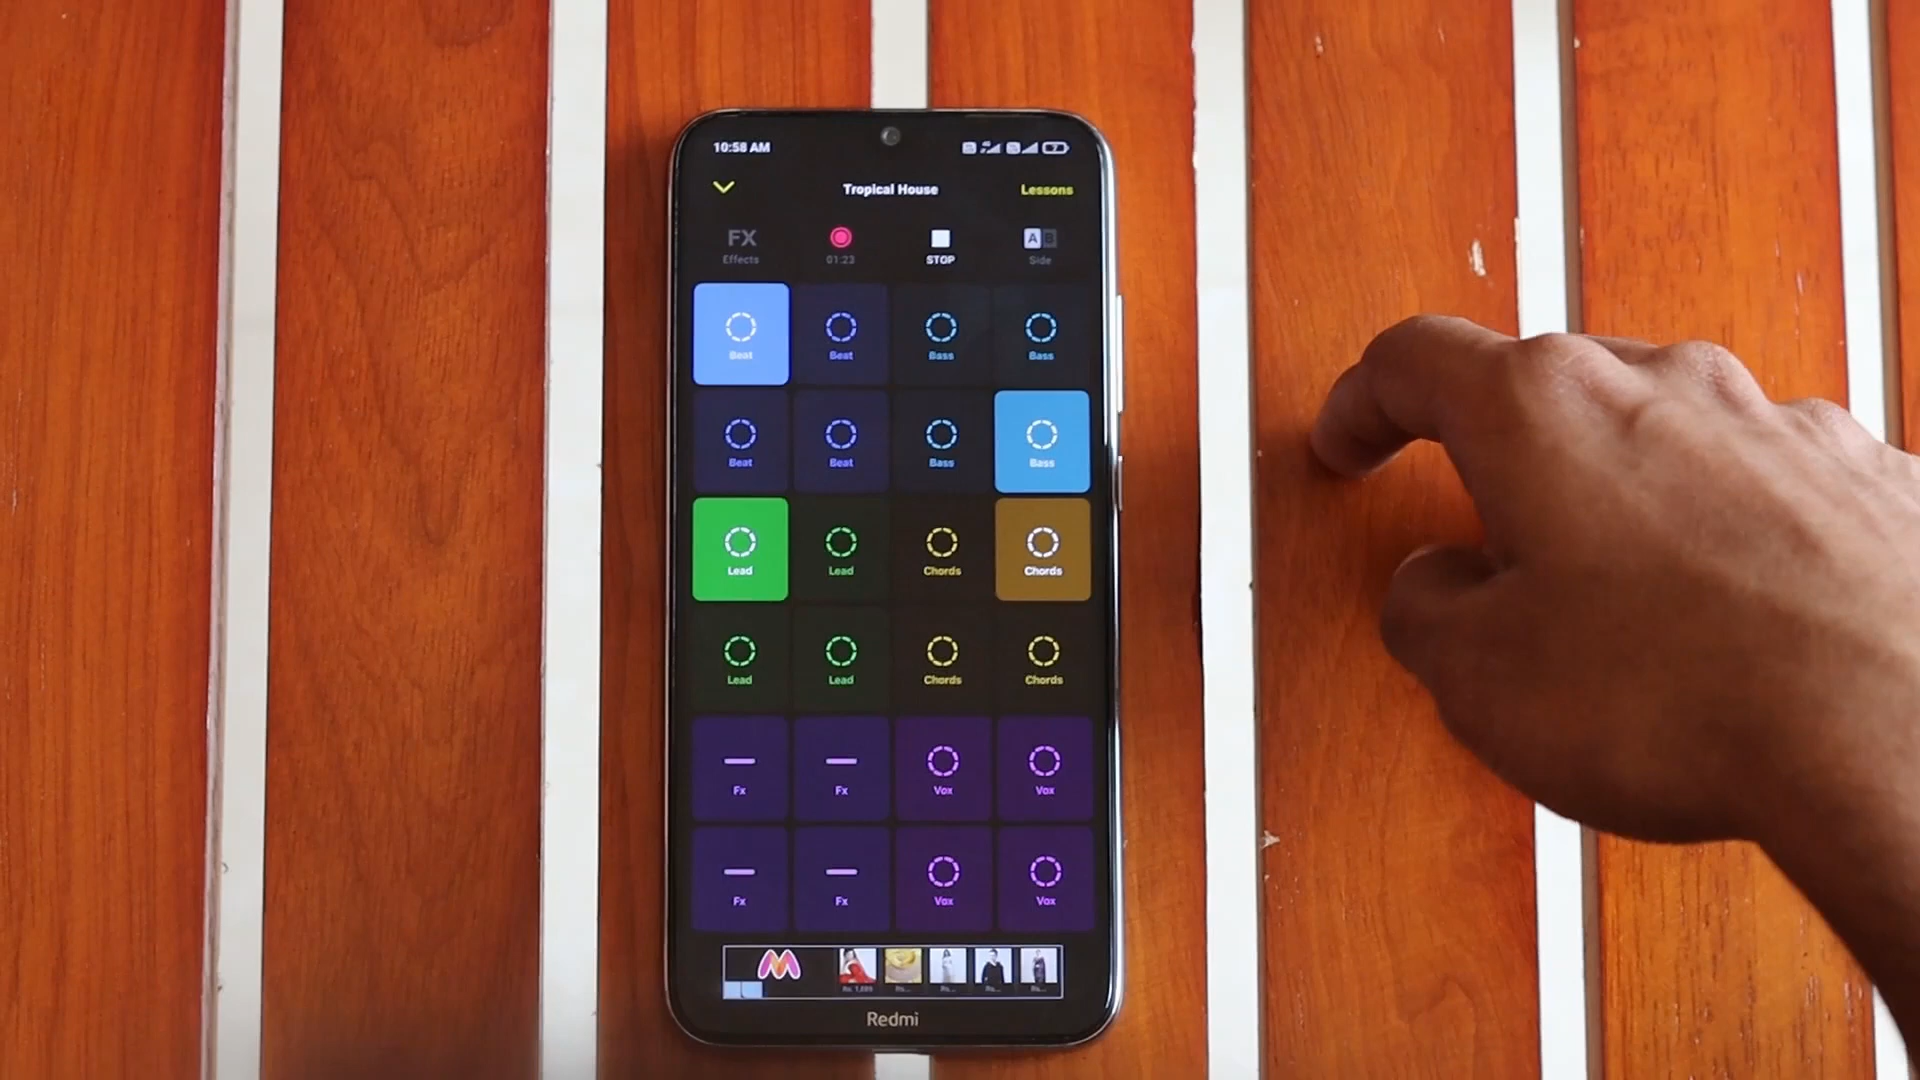 10:58 AM
Tropical House Lessons
FX
Effects 01:23 STOP Side
A B
Beat Beat Bass Bass
Beat Beat Bass Bass
Lead Lead Chords Chords
Lead Lead Chords Chords
Fx Fx Vox Vox
Fx Fx Vox Vox
Redmi